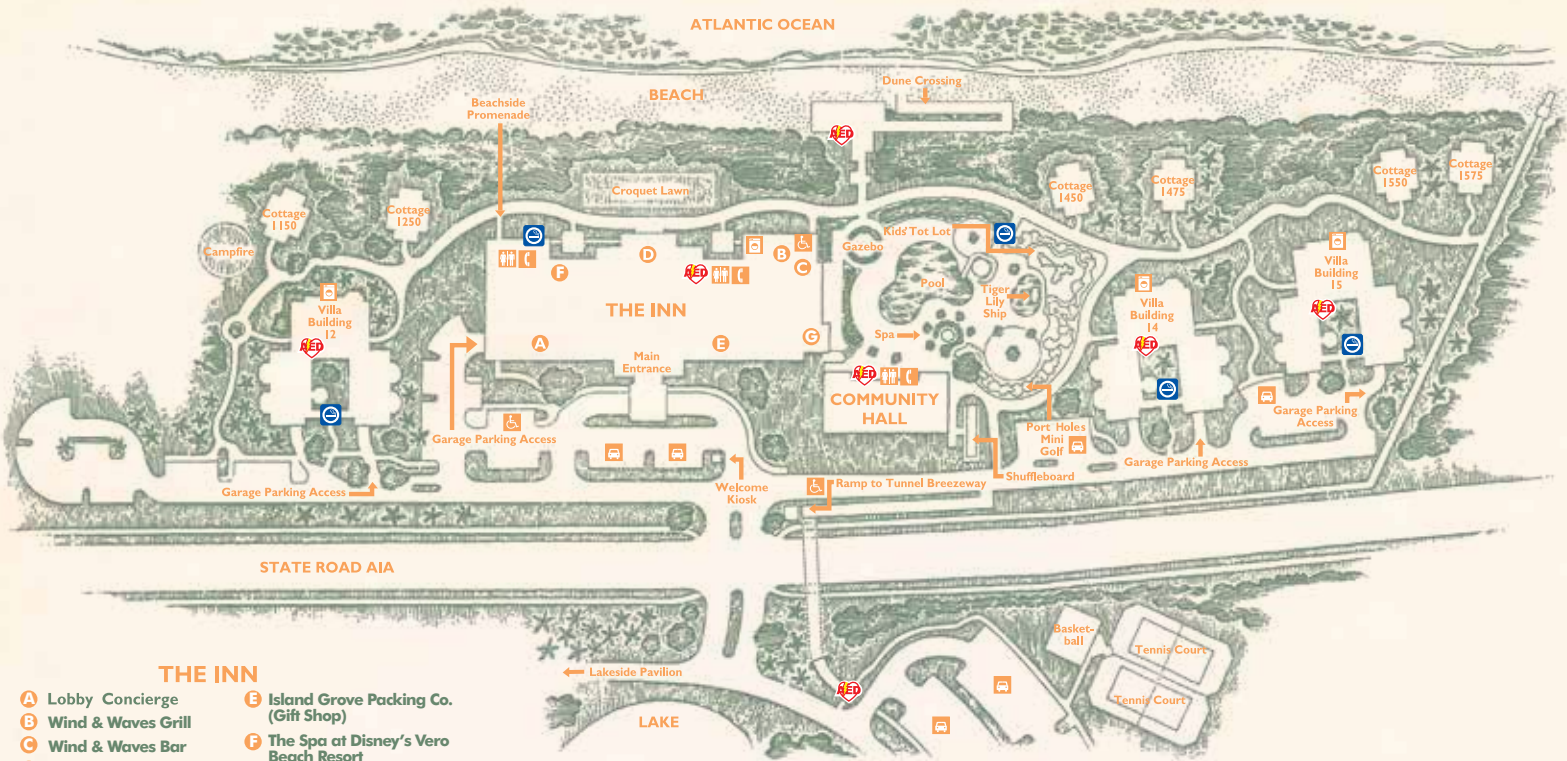 ATLANTIC OCEAN
Dune Crossing
BEACH
Beachside
Promenade
AED
Cottage
1575
Cottage
1550
Cottage
1475
Cottage
1450
Croquet Lawn
Cottage
1150
Cottage
1250
Campfire
Kids' Tot Lot
Gazebo
B
D
C
F
AED
Pool
Tiger
Lily
Ship
Villa
Building
15
AED
Villa
Building
14
AED
Villa
Building
12
AED
THE INN
A
E
G
Spa
Main
Entrance
AED
COMMUNITY
HALL
Garage Parking Access
Port Holes
Mini
Golf
Garage Parking
Access
Garage Parking Access
Shuffleboard
Garage Parking Access
Welcome
Kiosk
Ramp to Tunnel Breezeway
STATE ROAD A1A
Basket-
ball
Tennis Court
Tennis Court
Lakeside Pavilion
AED
LAKE
THE INN
A Lobby Concierge
B Wind & Waves Grill
C Wind & Waves Bar
E Island Grove Packing Co.
(Gift Shop)
F The Spa at Disney's Vero
Beach Resort